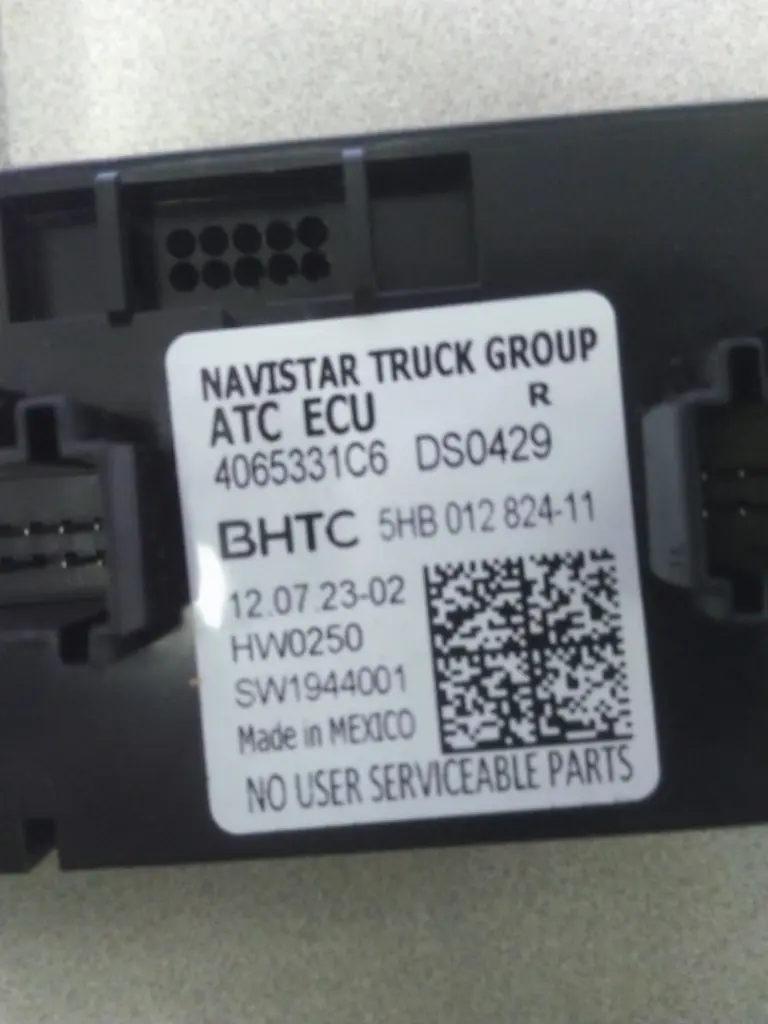 NAVISTAR TRUCK GROUP
ATC ECU R
4065331C6 DS0429
BHTC 5HB 012 824-11
12.07.23-02
HW0250
SW1944001
Made in MEXICO
NO USER SERVICEABLE PARTS